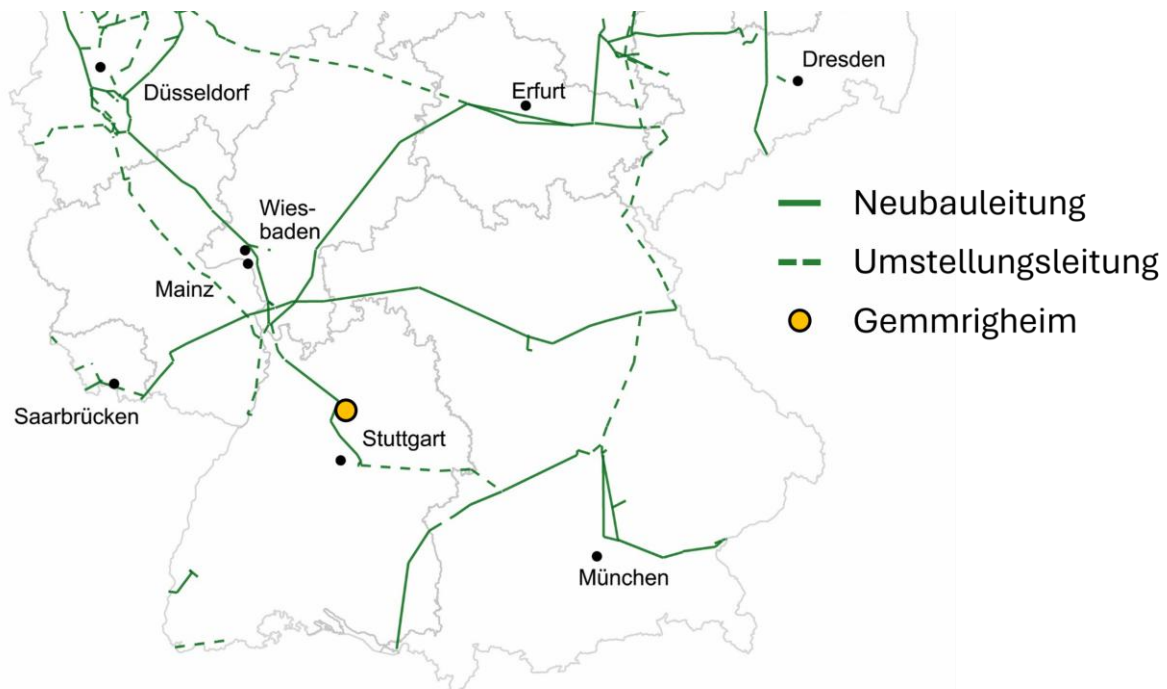 Düsseldorf
Erfurt
Dresden
Wies-
baden
Mainz
Saarbrücken
Stuttgart
München
Neubauleitung
Umstellungsleitung
Gemmrigheim